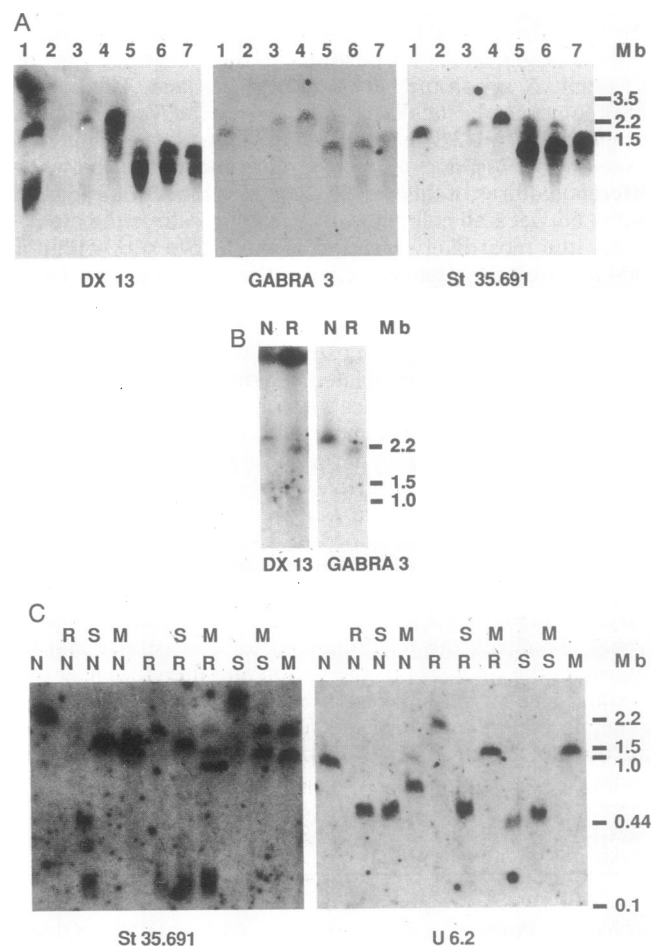 A
1 2 3 4 5 6 7 1 2 3 4 5 6 7 1 2 3 4 5 6 7 Mb
3.5
2.2
1.5
DX 13 GABRA 3 St 35.691
B
N R N R Mb
2.2
1.5
1.0
DX 13 GABRA 3
C
R S M S M M R S M S M M
N N N N R R R S S M N N N N R R R S S M Mb
2.2
1.5
1.0
0.44
0.1
St 35.691 U 6.2